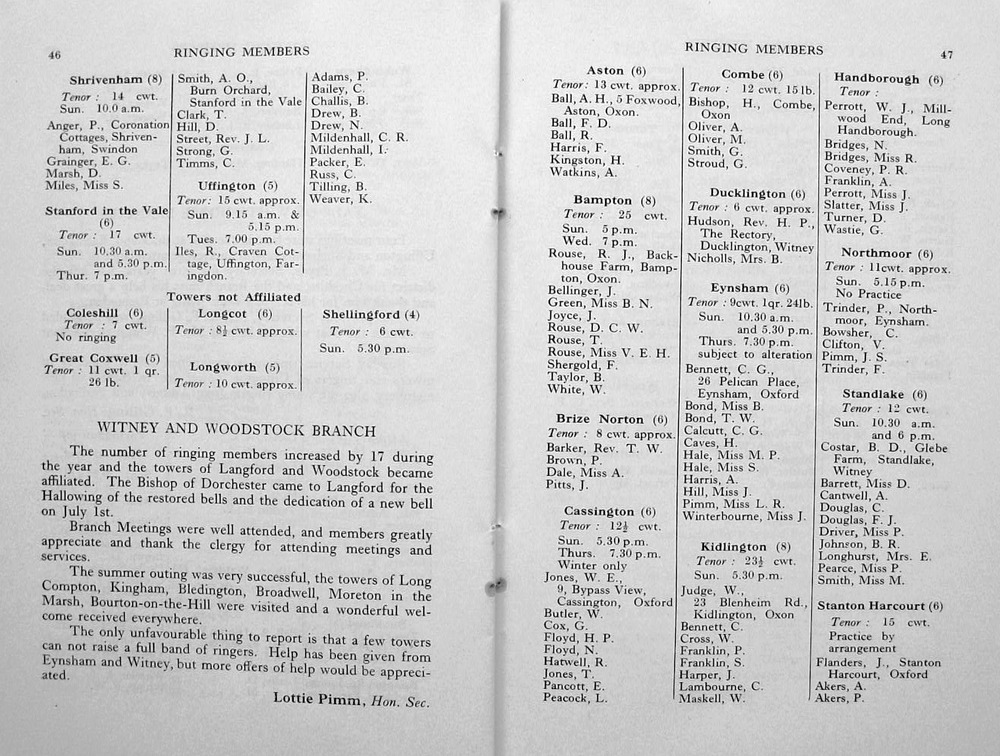 46
RINGING MEMBERS
Shrivenham (8)
Tenor : 14 cwt.
Sun. 10.0 a.m.
Anger, P., Coronation
Cottages, Shriven-
ham, Swindon
Grainger, E. G.
Marsh, D.
Miles, Miss S.
Stanford in the Vale
(6)
Tenor : 17 cwt.
Sun. 10.30 a.m.
and 5.30 p.m.
Thur. 7 p.m.
Smith, A. O.,
Burn Orchard,
Stanford in the Vale
Clark, T.
Hill, D.
Street, Rev. J. L.
Strong, G.
Timms, C.
Uffington (5)
Tenor: 15 cwt. approx.
Sun. 9.15 a.m. &
5.15 p.m.
Tues. 7.00 p.m.
Iles, R., Craven Cot-
tage, Uffington, Far-
ingdon.
Adams, P.
Bailey, C.
Challis, B.
Drew, B.
Drew, N.
Mildenhall, C. R.
Mildenhall, I.
Packer, E.
Russ, C.
Tilling, B.
Weaver, K.
Towers not Affiliated
Coleshill (6)
Tenor : 7 cwt.
No ringing
Great Coxwell (5)
Tenor : 11 cwt. 1 qr.
26 lb.
Longcot (6)
Tenor : 8½ cwt. approx.
Longworth (5)
Tenor : 10 cwt. approx.
Shellingford (4)
Tenor : 6 cwt.
Sun. 5.30 p.m.
WITNEY AND WOODSTOCK BRANCH
The number of ringing members increased by 17 during
the year and the towers of Langford and Woodstock became
affiliated. The Bishop of Dorchester came to Langford for the
Hallowing of the restored bells and the dedication of a new bell
on July 1st.
Branch Meetings were well attended, and members greatly
appreciate and thank the clergy for attending meetings and
services.
The summer outing was very successful, the towers of Long
Compton, Kingham, Bledington, Broadwell, Moreton in the
Marsh, Bourton-on-the-Hill were visited and a wonderful wel-
come received everywhere.
The only unfavourable thing to report is that a few towers
can not raise a full band of ringers. Help has been given from
Eynsham and Witney, but more offers of help would be appreci-
ated.
Lottie Pimm, Hon. Sec.
RINGING MEMBERS
47
Aston (6)
Tenor: 13 cwt. approx.
Ball, A. H., 5 Foxwood,
Aston, Oxon.
Ball, F. D.
Ball, R.
Harris, F.
Kingston, H.
Watkins, A.
Bampton (8)
Tenor : 25 cwt.
Sun. 5 p.m.
Wed. 7 p.m.
Rouse, R. J., Back-
house Farm, Bamp-
ton, Oxon.
Bellinger, J.
Green, Miss B. N.
Joyce, J.
Rouse, D. C. W.
Rouse, T.
Rouse, Miss V. E. H.
Shergold, F.
Taylor, B.
White, W.
Brize Norton (6)
Tenor : 8 cwt. approx.
Barker, Rev. T. W.
Brown, P.
Dale, Miss A.
Pitts, J.
Cassington (6)
Tenor : 12½ cwt.
Sun. 5.30 p.m.
Thurs. 7.30 p.m.
Winter only
Jones, W. E.,
9, Bypass View,
Cassington, Oxford
Butler, W.
Cox, G.
Floyd, H. P.
Floyd, N.
Hatwell, R.
Jones, T.
Pancott, E.
Peacock, L.
Combe (6)
Tenor : 12 cwt. 15 lb.
Bishop, H., Combe,
Oxon
Oliver, A.
Oliver, M.
Smith, G.
Stroud, G.
Ducklington (6)
Tenor : 6 cwt. approx.
Hudson, Rev. H. P.,
The Rectory,
Ducklington, Witney
Nicholls, Mrs. B.
Eynsham (6)
Tenor : 9cwt. 1qr. 24lb.
Sun. 10.30 a.m.
and 5.30 p.m.
Thurs. 7.30 p.m.
subject to alteration
Bennett, C. G.,
26 Pelican Place,
Eynsham, Oxford
Bond, Miss B.
Bond, T. W.
Calcutt, C. G.
Caves, H.
Hale, Miss M. P.
Hale, Miss S.
Harris, A.
Hill, Miss J.
Pimm, Miss L. R.
Winterbourne, Miss J.
Kidlington (8)
Tenor : 23½ cwt.
Sun. 5.30 p.m.
Judge, W.,
23 Blenheim Rd.,
Kidlington, Oxon
Bennett, C.
Cross, W.
Franklin, P.
Franklin, S.
Harper, J.
Lambourne, C.
Maskell, W.
Handborough (6)
Tenor :
Perrott, W. J., Mill-
wood End, Long
Handborough.
Bridges, N.
Bridges, Miss R.
Coveney, P. R.
Franklin, A.
Perrott, Miss J.
Slatter, Miss J.
Turner, D.
Wastie, G.
Northmoor (6)
Tenor : 11cwt. approx.
Sun. 5.15 p.m.
No Practice
Trinder, P., North-
moor, Eynsham.
Bowsher, C.
Clifton, V.
Pimm, J. S.
Trinder, F.
Standlake (6)
Tenor : 12 cwt.
Sun. 10.30 a.m.
and 6 p.m.
Costar, B. D., Glebe
Farm, Standlake,
Witney
Barrett, Miss D.
Cantwell, A.
Douglas, C.
Douglas, F. J.
Driver, Miss P.
Johnson, B. R.
Longhurst, Mrs. E.
Pearce, Miss P.
Smith, Miss M.
Stanton Harcourt (6)
Tenor : 15 cwt.
Practice by
arrangement
Flanders, J., Stanton
Harcourt, Oxford
Akers, A.
Akers, P.